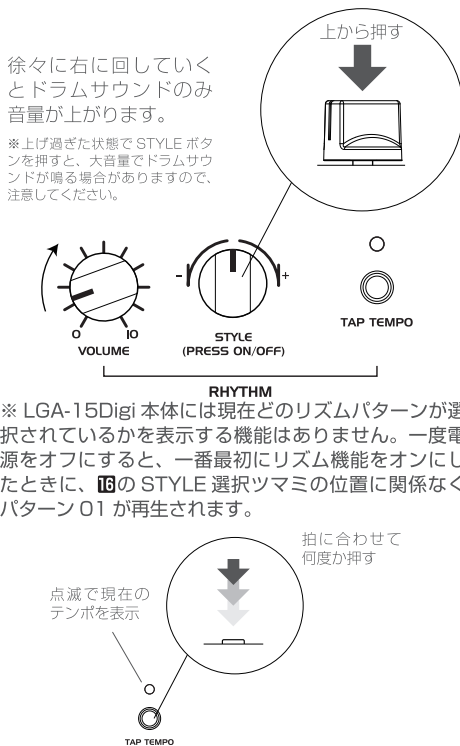 上から押す
徐々に右に回していく
とドラムサウンドのみ
音量が上がります。
※上げ過ぎた状態で STYLE ボタ
ンを押すと、大音量でドラムサウ
ンドが鳴る場合がありますので、
注意してください。
- +
0 10
VOLUME
STYLE
(PRESS ON/OFF)
TAP TEMPO
RHYTHM
※ LGA-15Digi 本体には現在どのリズムパターンが選
択されているかを表示する機能はありません。一度電
源をオフにすると、一番最初にリズム機能をオンにし
たときに、16の STYLE 選択ツマミの位置に関係なく
パターン 01 が再生されます。
拍に合わせて
何度か押す
点滅で現在の
テンポを表示
TAP TEMPO